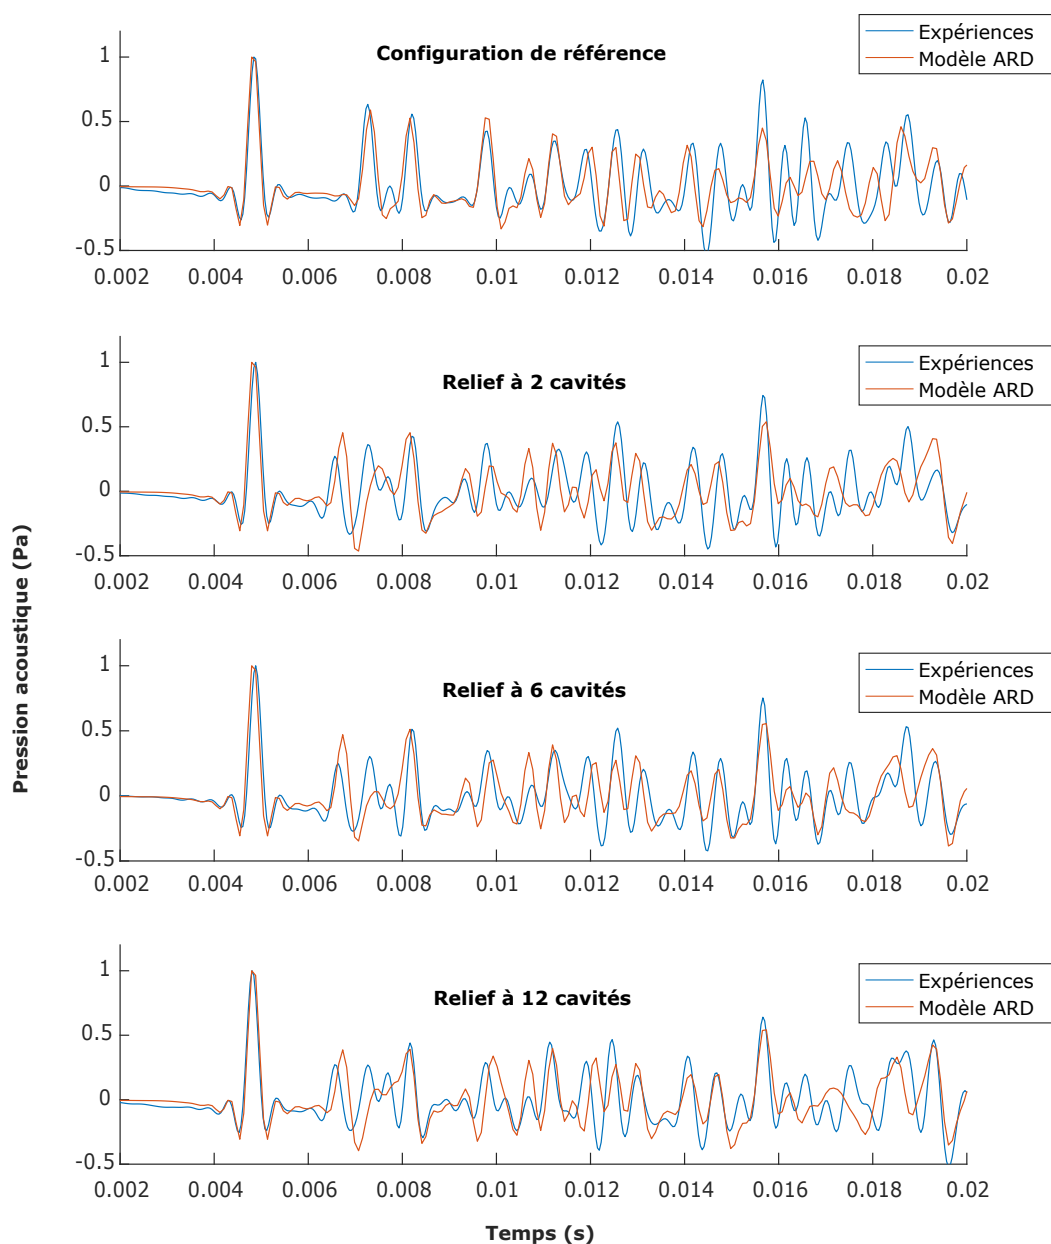 Configuration de référence
Expériences
Modèle ARD
1
0.5
0
-0.5
0.002 0.004 0.006 0.008 0.01 0.012 0.014 0.016 0.018 0.02
Relief à 2 cavités
Expériences
Modèle ARD
1
0.5
0
-0.5
0.002 0.004 0.006 0.008 0.01 0.012 0.014 0.016 0.018 0.02
Pression acoustique (Pa)
Relief à 6 cavités
Expériences
Modèle ARD
1
0.5
0
-0.5
0.002 0.004 0.006 0.008 0.01 0.012 0.014 0.016 0.018 0.02
Relief à 12 cavités
Expériences
Modèle ARD
1
0.5
0
-0.5
0.002 0.004 0.006 0.008 0.01 0.012 0.014 0.016 0.018 0.02
Temps (s)